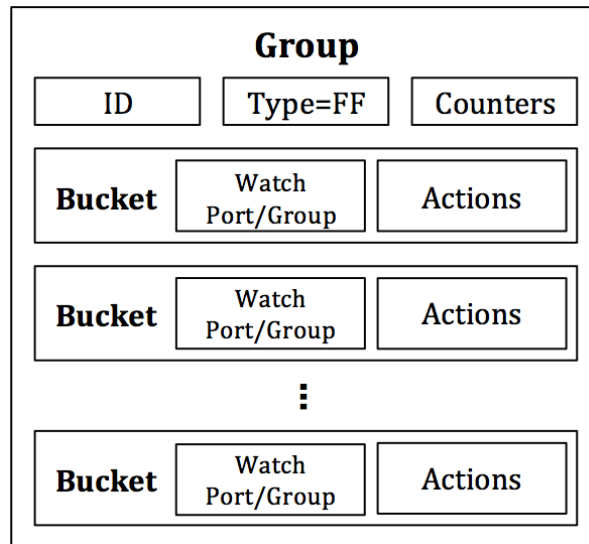 Group
ID Type=FF Counters
Bucket Watch Port/Group Actions
Bucket Watch Port/Group Actions
⋮
Bucket Watch Port/Group Actions